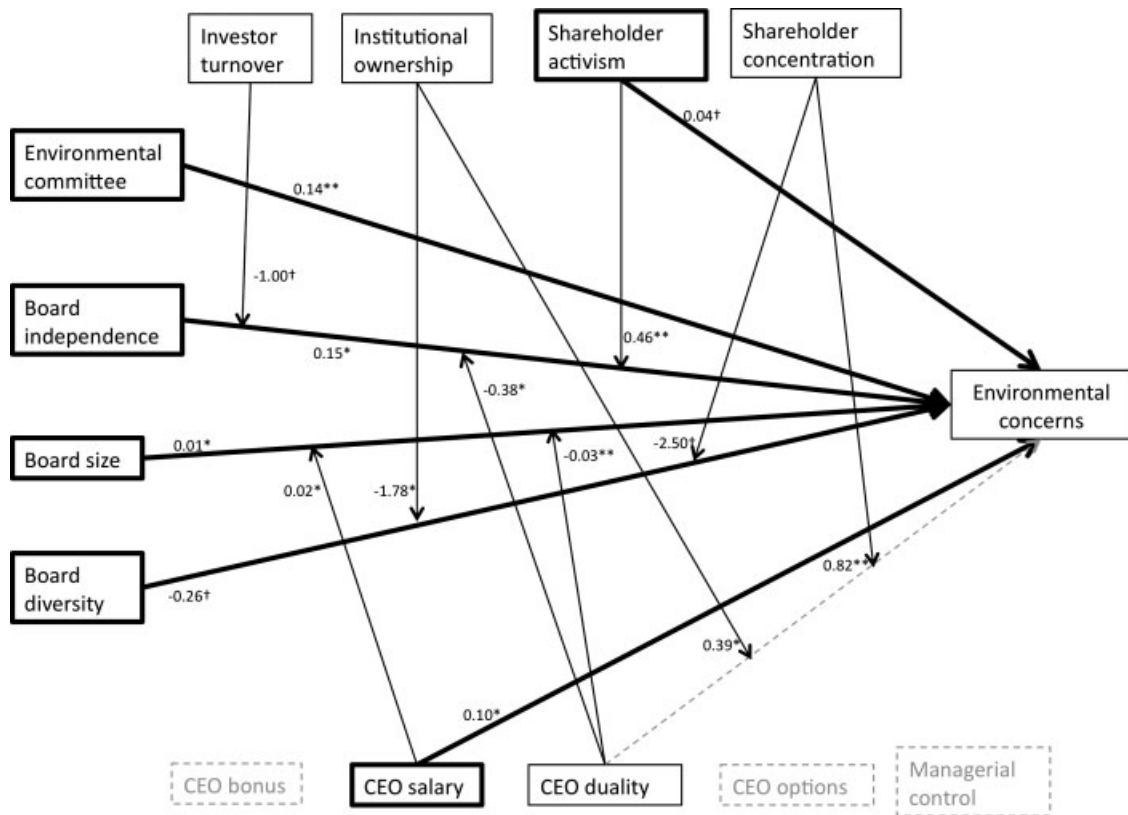 Investor
turnover
Institutional
ownership
Shareholder
activism
Shareholder
concentration
0.04†
Environmental
committee
0.14**
-1.00†
Board
independence
0.15*
0.46**
-0.38*
Environmental
concerns
0.01*
Board size
-0.03**
-2.50†
0.02*
-1.78*
Board
diversity
-0.26†
0.82**
0.39*
0.10*
CEO bonus
CEO salary
CEO duality
CEO options
Managerial
control